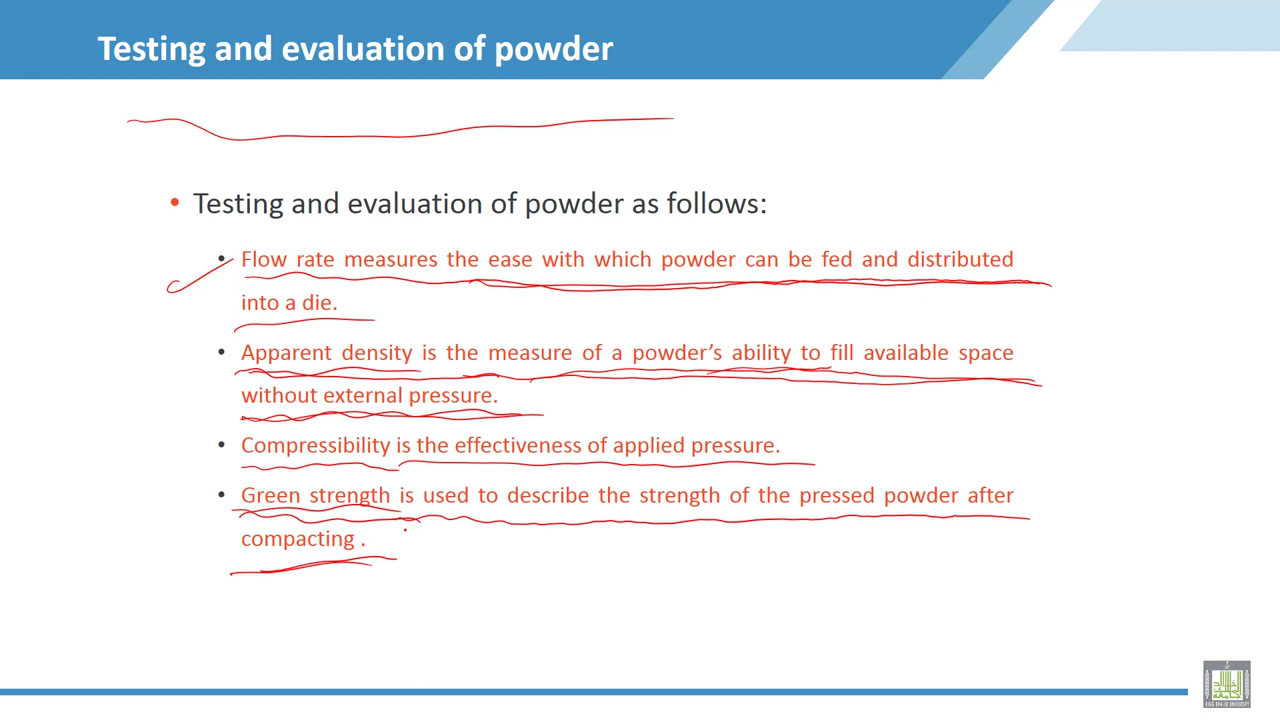 Testing and evaluation of powder
• Testing and evaluation of powder as follows:
• Flow rate measures the ease with which powder can be fed and distributed
into a die.
• Apparent density is the measure of a powder’s ability to fill available space
without external pressure.
• Compressibility is the effectiveness of applied pressure.
• Green strength is used to describe the strength of the pressed powder after
compacting .
KING KHALID UNIVERSITY